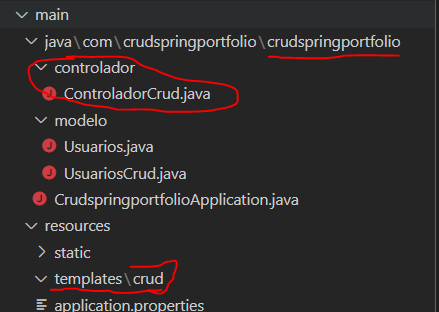 main
java\com\crudspringportfolio\crudspringportfolio
controlador
J ControladorCrud.java
modelo
J Usuarios.java
J UsuariosCrud.java
J CrudspringportfolioApplication.java
resources
static
templates\crud
application.properties